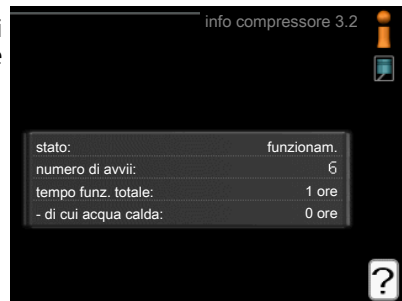 info compressore 3.2
i
e
stato: funzionam.
numero di avvii: 6
tempo funz. totale: 1 ore
- di cui acqua calda: 0 ore
?